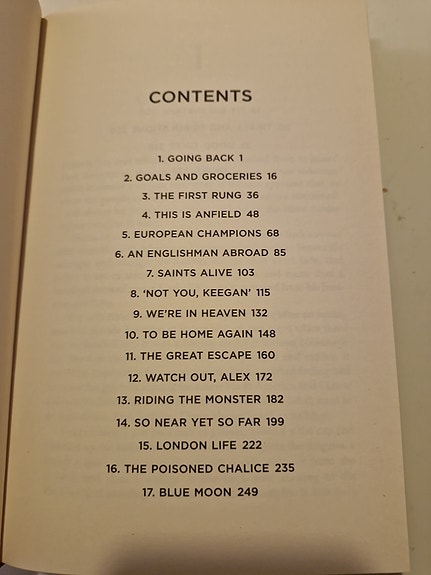 CONTENTS
1. GOING BACK 1
2. GOALS AND GROCERIES 16
3. THE FIRST RUNG 36
4. THIS IS ANFIELD 48
5. EUROPEAN CHAMPIONS 68
6. AN ENGLISHMAN ABROAD 85
7. SAINTS ALIVE 103
8. ‘NOT YOU, KEEGAN’ 115
9. WE’RE IN HEAVEN 132
10. TO BE HOME AGAIN 148
11. THE GREAT ESCAPE 160
12. WATCH OUT, ALEX 172
13. RIDING THE MONSTER 182
14. SO NEAR YET SO FAR 199
15. LONDON LIFE 222
16. THE POISONED CHALICE 235
17. BLUE MOON 249